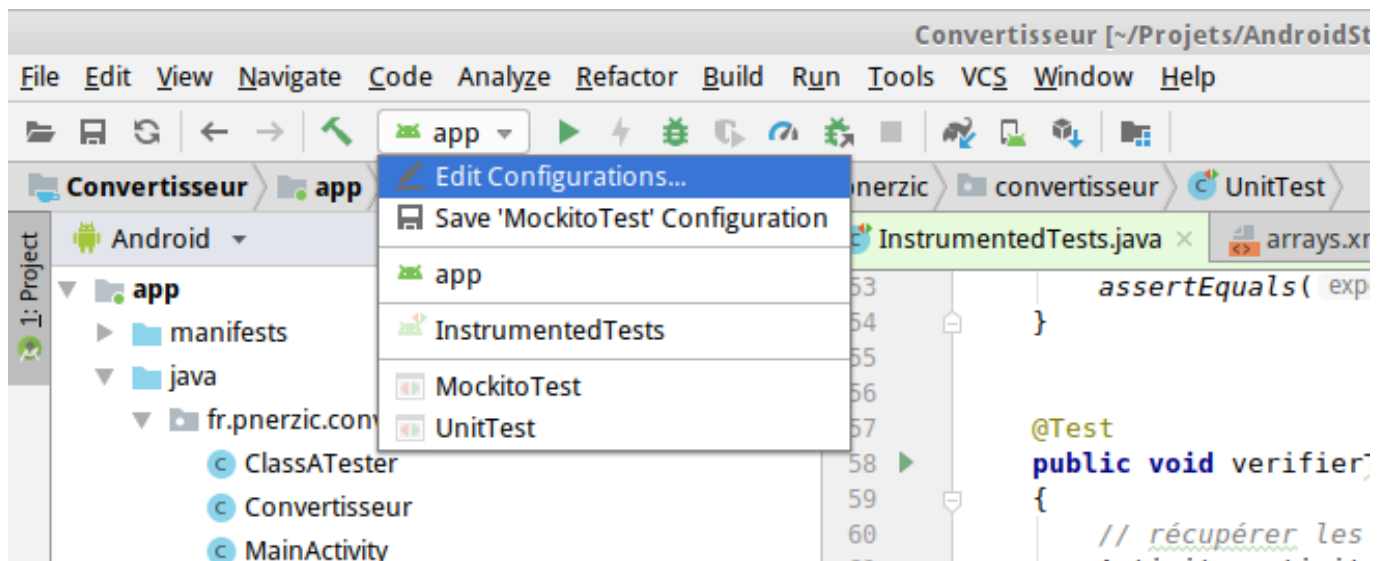 Convertisseur [~/Projets/AndroidSt
File Edit View Navigate Code Analyze Refactor Build Run Tools VCS Window Help
app
Convertisseur app nerzic convertisseur UnitTest
Edit Configurations...
Save 'MockitoTest' Configuration
app
InstrumentedTests
MockitoTest
UnitTest
1: Project
Android
app
manifests
java
fr.pnerzic.conv
ClassATester
Convertisseur
MainActivity
InstrumentedTests.java arrays.xm
53 assertEquals( exp
54 }
55
56
57 @Test
58 public void verifier
59 {
60 // récupérer les